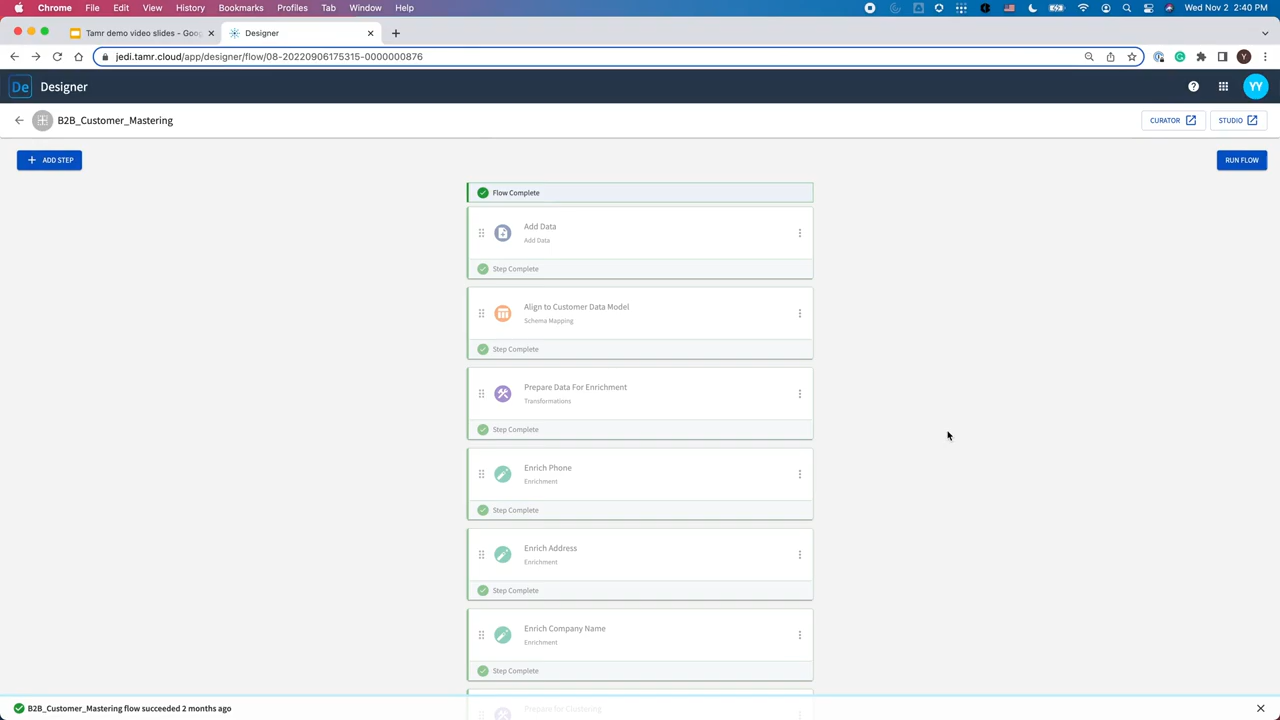 Chrome File Edit View History Bookmarks Profiles Tab Window Help Wed Nov 2 2:40 PM
Tamr demo video slides - Goo Designer
jedi.tamr.cloud/app/designer/flow/08-20220906175315-0000000876 Y
De Designer YY
B2B_Customer_Mastering CURATOR STUDIO
ADD STEP RUN FLOW
Flow Complete
Add Data
Add Data
Step Complete
Align to Customer Data Model
Schema Mapping
Step Complete
Prepare Data For Enrichment
Transformations
Step Complete
Enrich Phone
Enrichment
Step Complete
Enrich Address
Enrichment
Step Complete
Enrich Company Name
Enrichment
Step Complete
Prepare for Clustering
B2B_Customer_Mastering flow succeeded 2 months ago